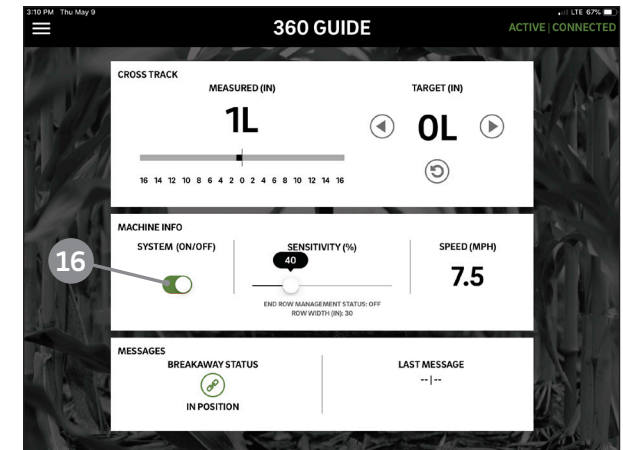 3:10 PM Thu May 9
LTE 67%
360 GUIDE
ACTIVE | CONNECTED
CROSS TRACK
MEASURED (IN)
TARGET (IN)
1L
0L
16 14 12 10 8 6 4 2 0 2 4 6 8 10 12 14 16
MACHINE INFO
SYSTEM (ON/OFF)
SENSITIVITY (%)
SPEED (MPH)
16
40
7.5
END ROW MANAGEMENT STATUS: OFF
ROW WIDTH (IN): 30
MESSAGES
BREAKAWAY STATUS
LAST MESSAGE
--|--
IN POSITION